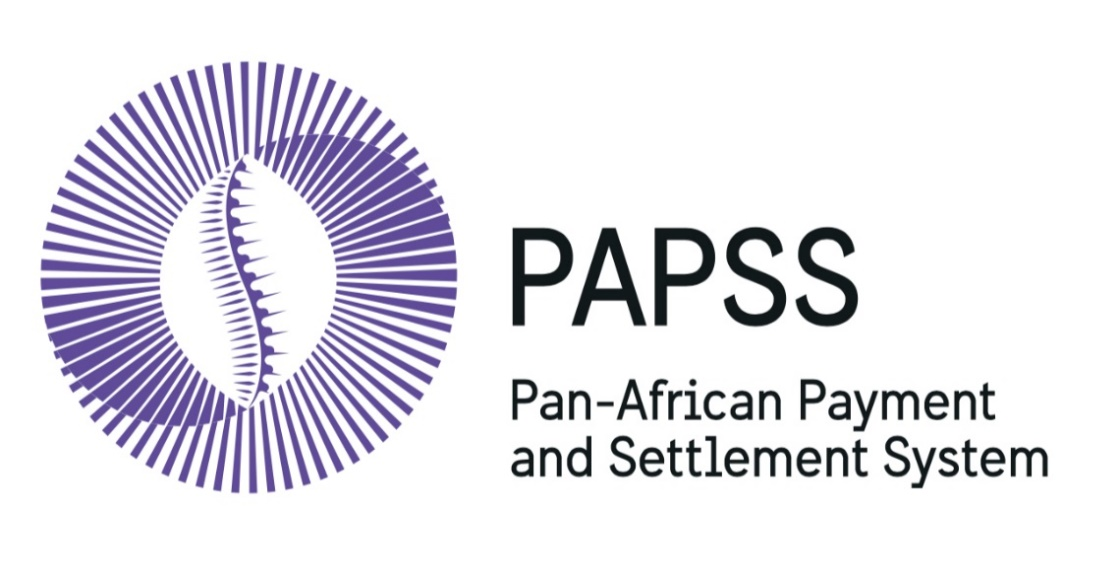 PAPSS
Pan-African Payment
and Settlement System